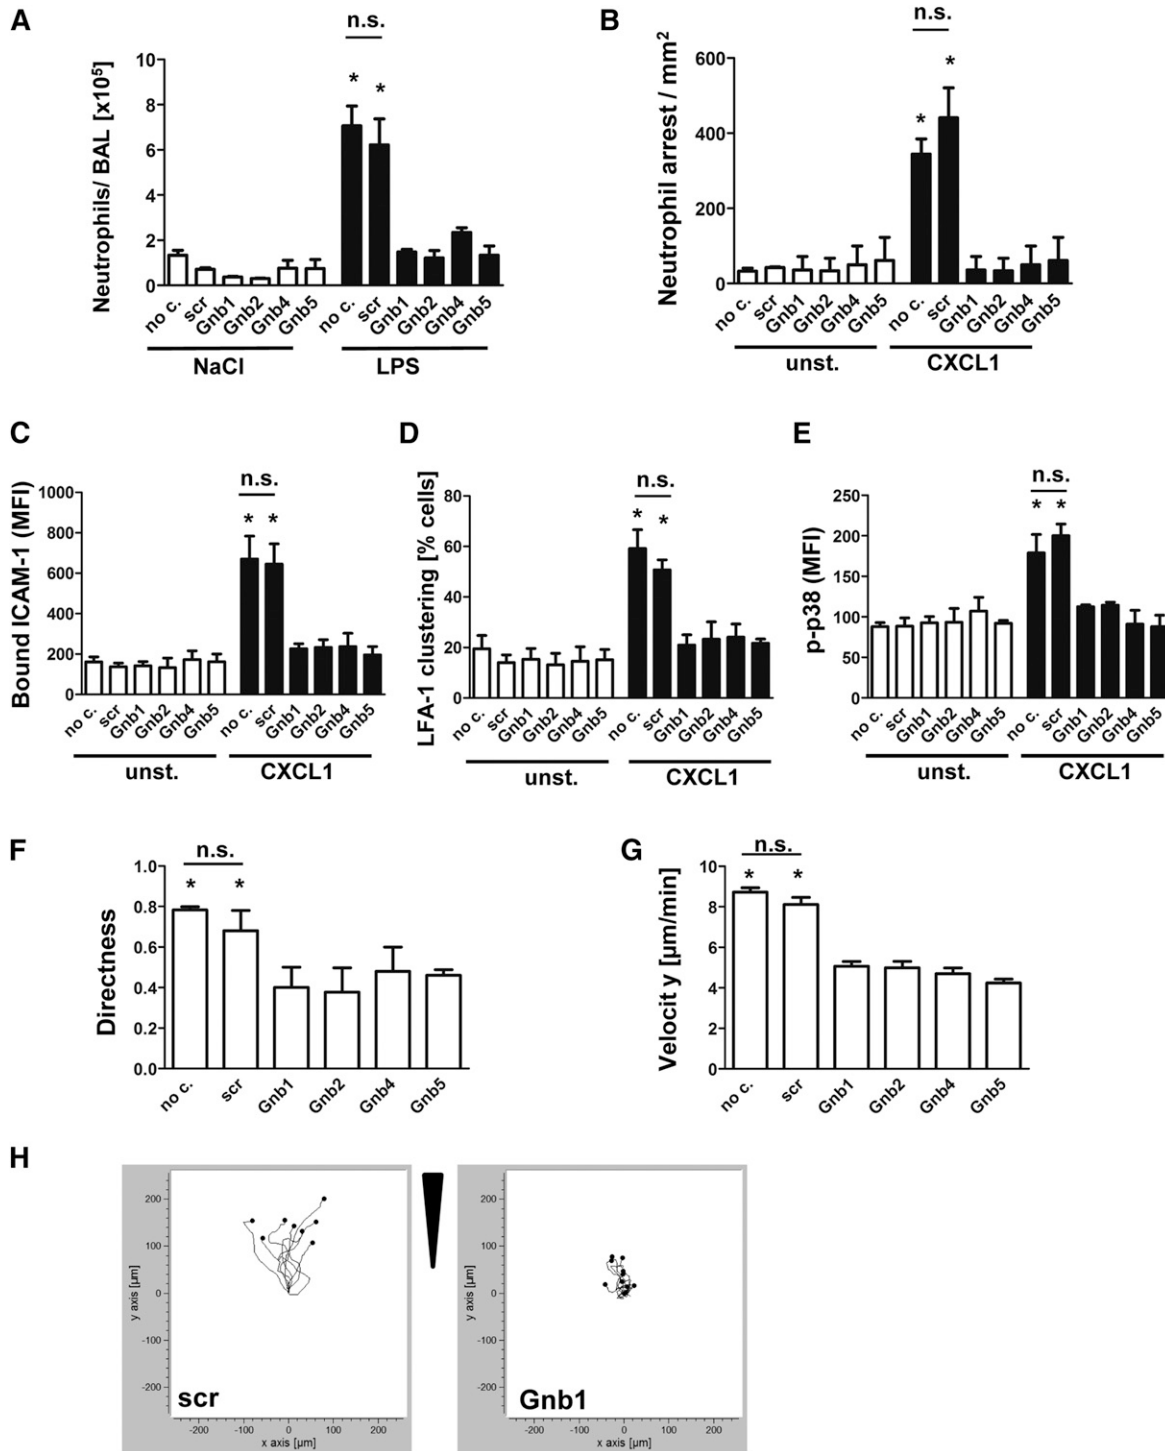 A
n.s.
Neutrophils/ BAL [x10⁵]
10
8
6
4
2
0
* *
no c. scr Gnb1 Gnb2 Gnb4 Gnb5 no c. scr Gnb1 Gnb2 Gnb4 Gnb5
NaCl LPS
B
n.s.
Neutrophil arrest / mm²
600
400
200
0
* *
no c. scr Gnb1 Gnb2 Gnb4 Gnb5 no c. scr Gnb1 Gnb2 Gnb4 Gnb5
unst. CXCL1
C
n.s.
Bound ICAM-1 (MFI)
1000
800
600
400
200
0
* *
no c. scr Gnb1 Gnb2 Gnb4 Gnb5 no c. scr Gnb1 Gnb2 Gnb4 Gnb5
unst. CXCL1
D
n.s.
LFA-1 clustering [% cells]
80
60
40
20
0
* *
no c. scr Gnb1 Gnb2 Gnb4 Gnb5 no c. scr Gnb1 Gnb2 Gnb4 Gnb5
unst. CXCL1
E
n.s.
p-p38 (MFI)
250
200
150
100
50
0
* *
no c. scr Gnb1 Gnb2 Gnb4 Gnb5 no c. scr Gnb1 Gnb2 Gnb4 Gnb5
unst. CXCL1
F
n.s.
Directness
1.0
0.8
0.6
0.4
0.2
0.0
* *
no c. scr Gnb1 Gnb2 Gnb4 Gnb5
G
n.s.
Velocit y [µm/min]
10
8
6
4
2
0
* *
no c. scr Gnb1 Gnb2 Gnb4 Gnb5
H
y axis [µm]
200
100
0
-100
-200
scr
-200 -100 0 100 200
x axis [µm]
y axis [µm]
200
100
0
-100
-200
Gnb1
-200 -100 0 100 200
x axis [µm]